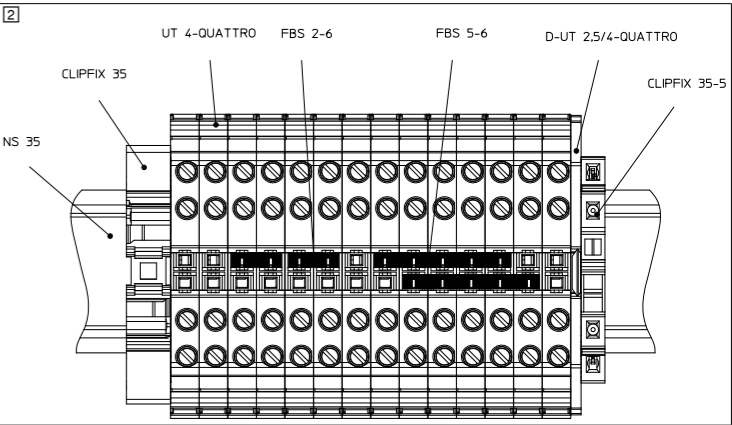 2
UT 4-QUATTRO FBS 2-6 FBS 5-6 D-UT 2,5/4-QUATTRO
CLIPFIX 35
CLIPFIX 35-5
NS 35